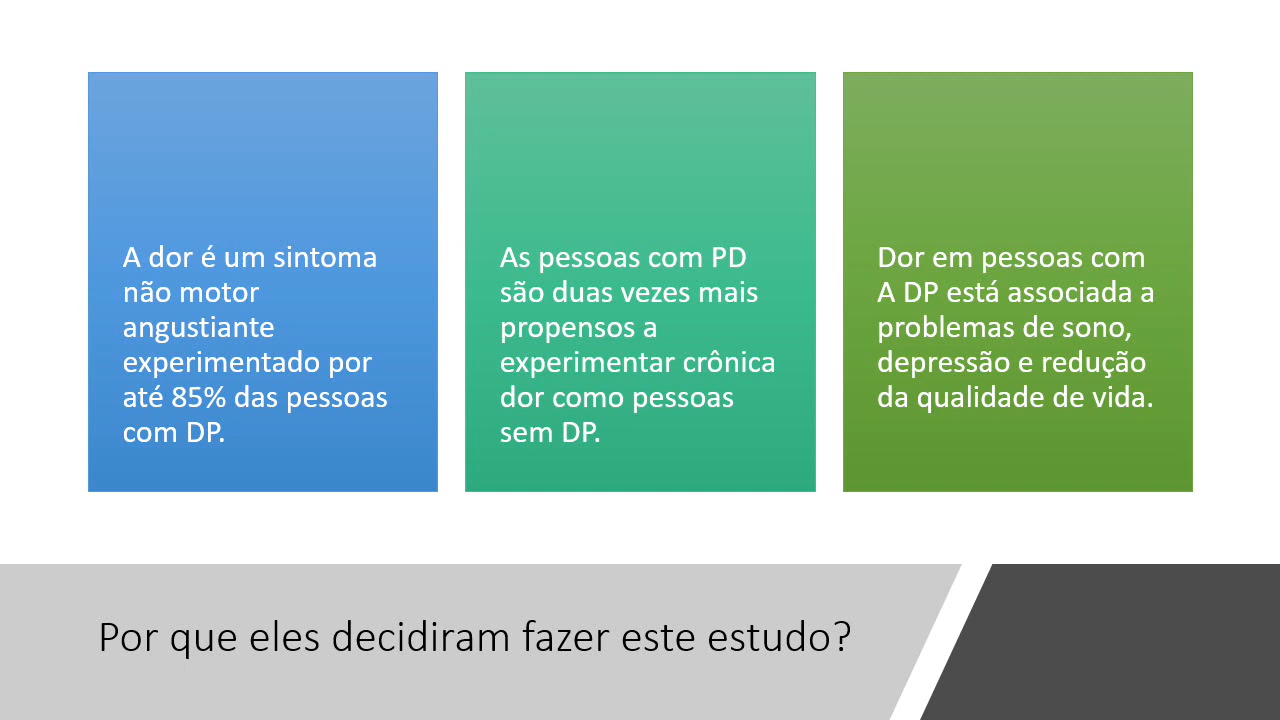 A dor é um sintoma
não motor
angustiante
experimentado por
até 85% das pessoas
com DP.
As pessoas com PD
são duas vezes mais
propensos a
experimentar crônica
dor como pessoas
sem DP.
Dor em pessoas com
A DP está associada a
problemas de sono,
depressão e redução
da qualidade de vida.
Por que eles decidiram fazer este estudo?